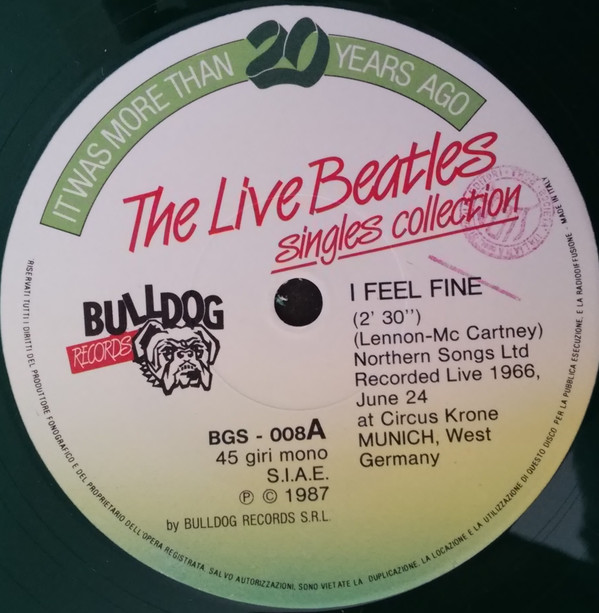 IT WAS MORE THAN 20 YEARS AGO
The Live Beatles
singles collection
MADE IN ITALY
BULLDOG
RECORDS
I FEEL FINE
(2' 30'')
(Lennon-Mc Cartney)
Northern Songs Ltd
Recorded Live 1966,
June 24
at Circus Krone
MUNICH, West
Germany
BGS - 008A
45 giri mono
S.I.A.E.
℗ © 1987
by BULLDOG RECORDS S.R.L.
RISERVATI TUTTI I DIRITTI DEL PRODUTTORE FONOGRAFICO E DEL PROPRIETARIO DELL'OPERA REGISTRATA. SALVO AUTORIZZAZIONI, SONO VIETATE LA DUPLICAZIONE, LA LOCAZIONE E LA UTILIZZAZIONE DI QUESTO DISCO PER LA PUBBLICA ESECUZIONE, E LA RADIODIFFUSIONE -